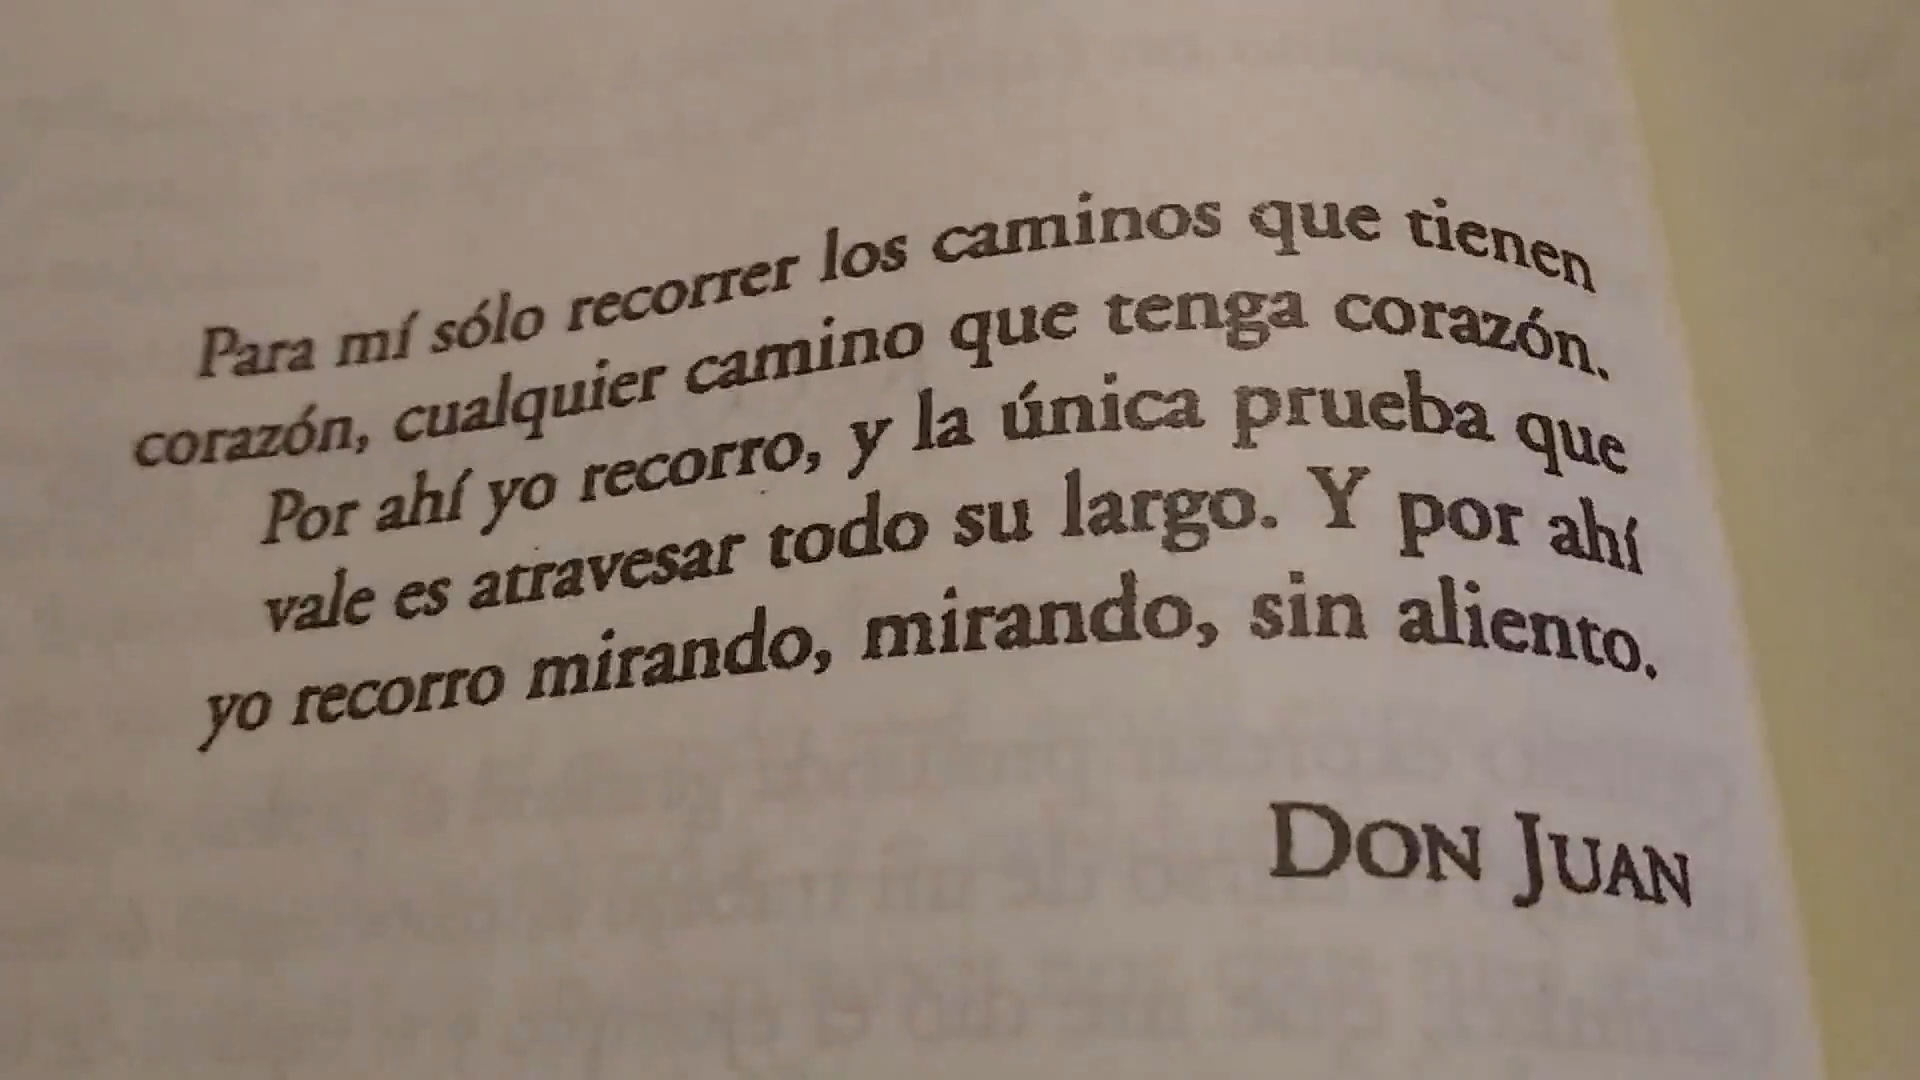 Para mí sólo recorrer los caminos que tienen
corazón, cualquier camino que tenga corazón.
Por ahí yo recorro, y la única prueba que
vale es atravesar todo su largo. Y por ahí
yo recorro mirando, mirando, sin aliento.
DON JUAN